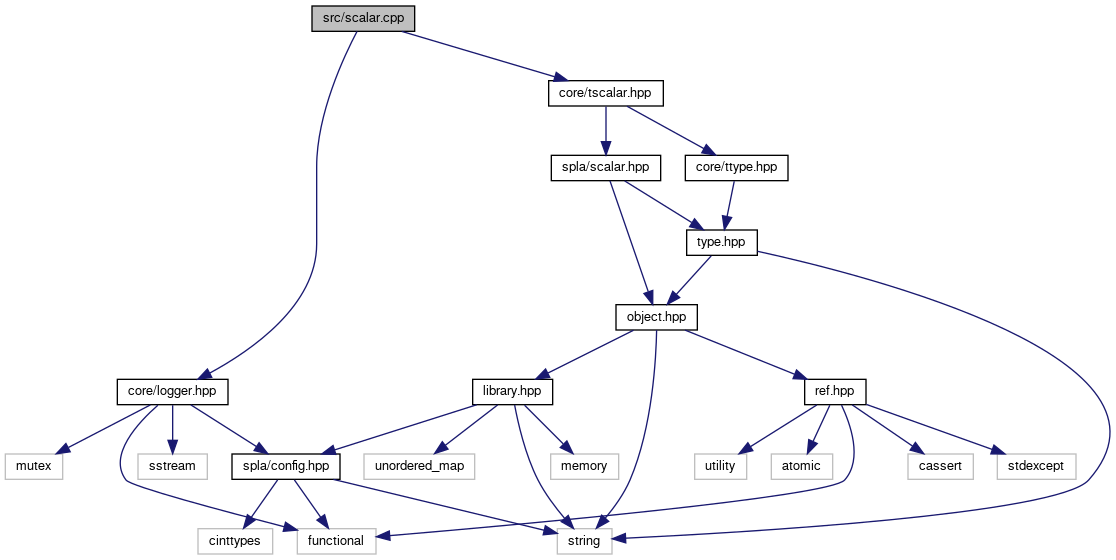 src/scalar.cpp
core/tscalar.hpp
spla/scalar.hpp
core/ttype.hpp
type.hpp
object.hpp
core/logger.hpp
library.hpp
ref.hpp
mutex
sstream
spla/config.hpp
unordered_map
memory
utility
atomic
cassert
stdexcept
cinttypes
functional
string